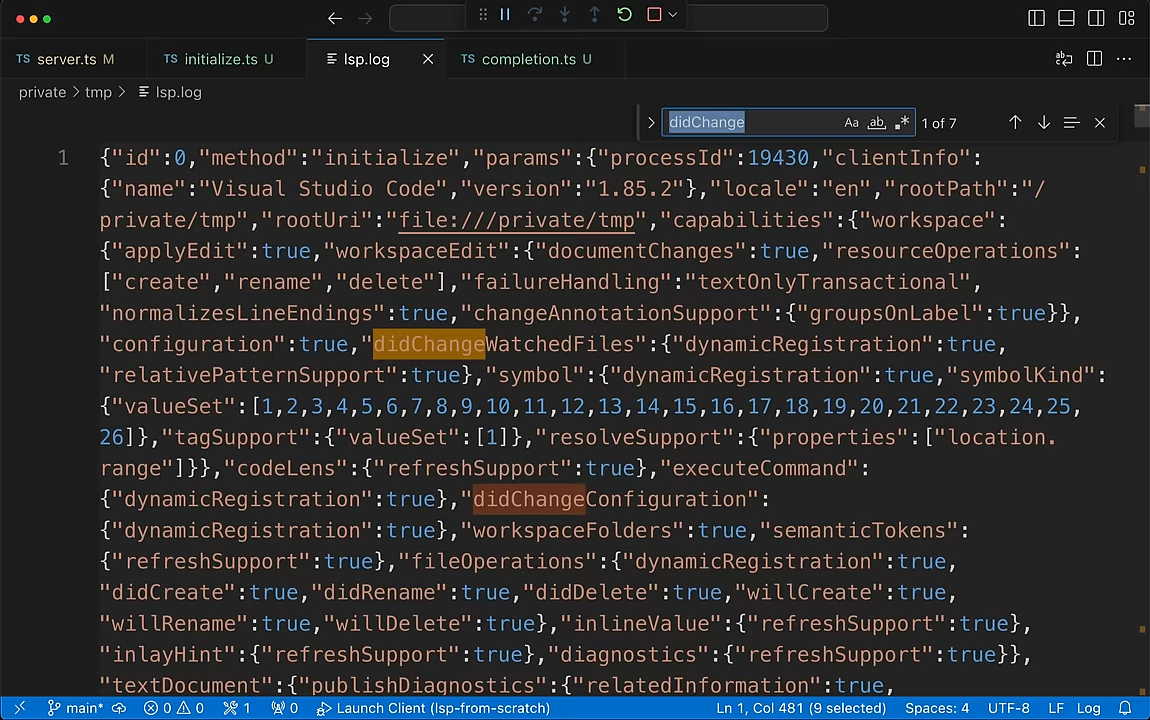 TS server.ts M
TS initialize.ts U
lsp.log
TS completion.ts U
private > tmp > lsp.log
didChange
Aa ab .* 1 of 7
1
{"id":0,"method":"initialize","params":{"processId":19430,"clientInfo":
{"name":"Visual Studio Code","version":"1.85.2"},"locale":"en","rootPath":"/
private/tmp","rootUri":"file:///private/tmp","capabilities":{"workspace":
{"applyEdit":true,"workspaceEdit":{"documentChanges":true,"resourceOperations":
["create","rename","delete"],"failureHandling":"textOnlyTransactional",
"normalizesLineEndings":true,"changeAnnotationSupport":{"groupsOnLabel":true}},
"configuration":true,"didChangeWatchedFiles":{"dynamicRegistration":true,
"relativePatternSupport":true},"symbol":{"dynamicRegistration":true,"symbolKind":
{"valueSet":[1,2,3,4,5,6,7,8,9,10,11,12,13,14,15,16,17,18,19,20,21,22,23,24,25,
26]},"tagSupport":{"valueSet":[1]},"resolveSupport":{"properties":["location.
range"]}},"codeLens":{"refreshSupport":true},"executeCommand":
{"dynamicRegistration":true},"didChangeConfiguration":
{"dynamicRegistration":true},"workspaceFolders":true,"semanticTokens":
{"refreshSupport":true},"fileOperations":{"dynamicRegistration":true,
"didCreate":true,"didRename":true,"didDelete":true,"willCreate":true,
"willRename":true,"willDelete":true},"inlineValue":{"refreshSupport":true},
"inlayHint":{"refreshSupport":true},"diagnostics":{"refreshSupport":true}},
"textDocument":{"publishDiagnostics":{"relatedInformation":true,
main* 0 0 1 0 Launch Client (lsp-from-scratch) Ln 1, Col 481 (9 selected) Spaces: 4 UTF-8 LF Log